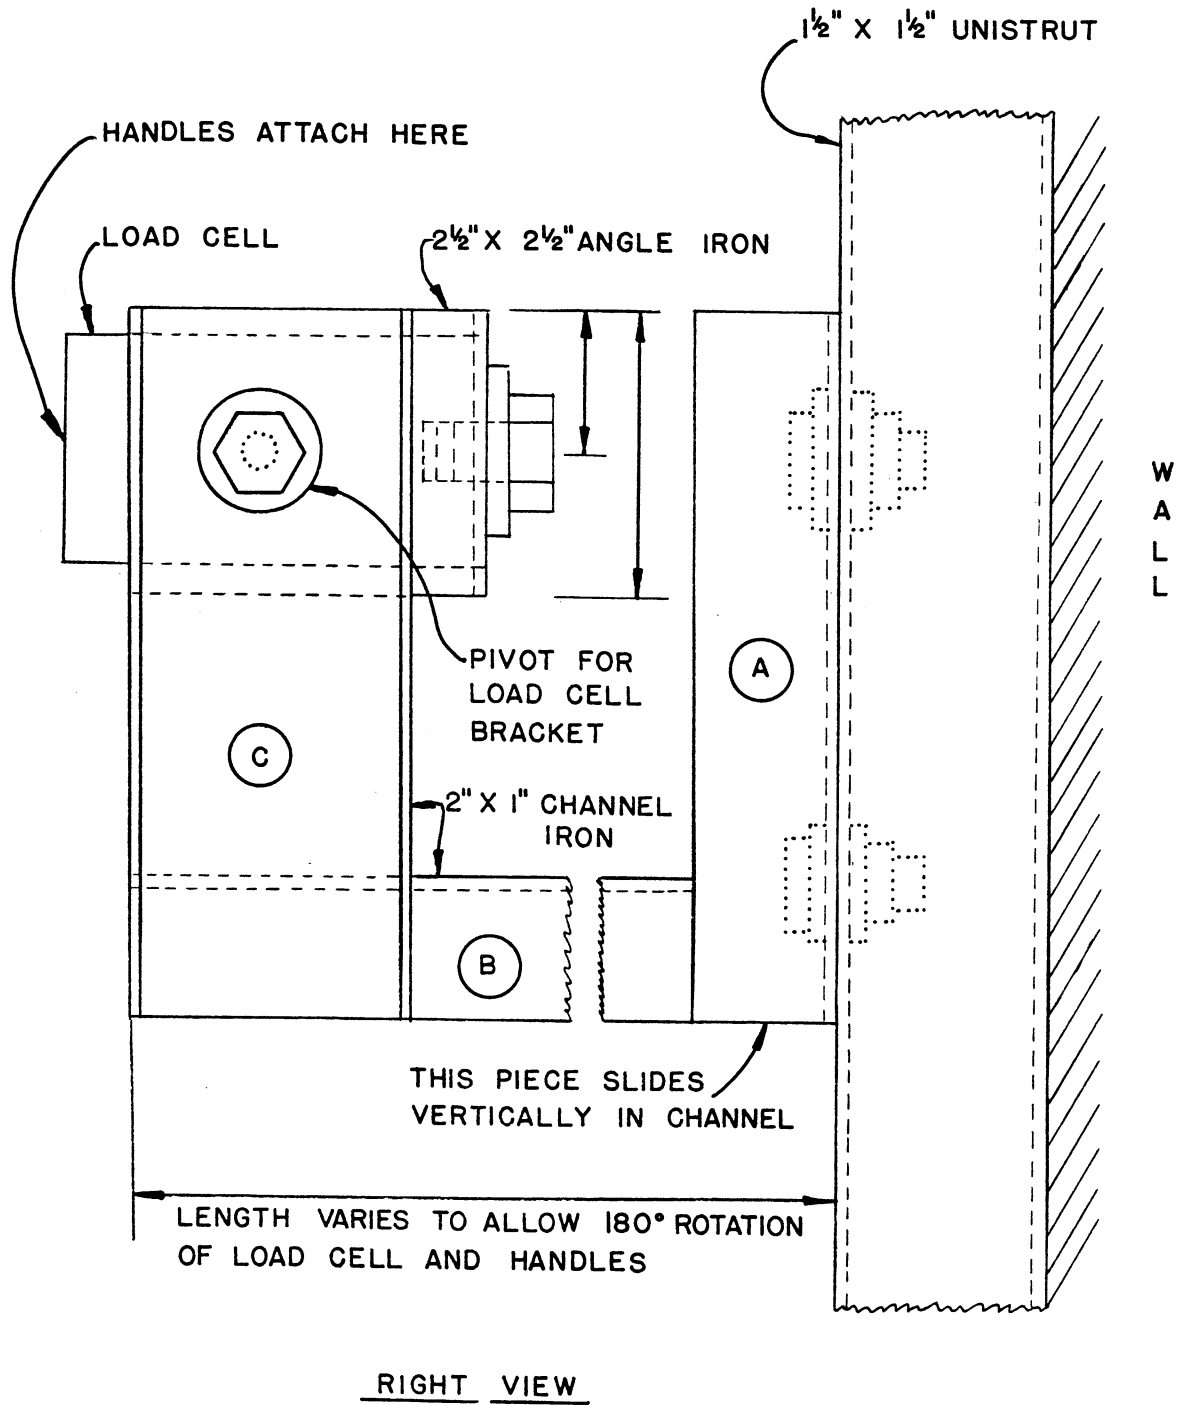 1½" X 1½" UNISTRUT
HANDLES ATTACH HERE
LOAD CELL
2½" X 2½" ANGLE IRON
W
A
L
L
A
PIVOT FOR
LOAD CELL
BRACKET
C
2" X 1" CHANNEL
IRON
B
THIS PIECE SLIDES
VERTICALLY IN CHANNEL
LENGTH VARIES TO ALLOW 180° ROTATION
OF LOAD CELL AND HANDLES
RIGHT VIEW